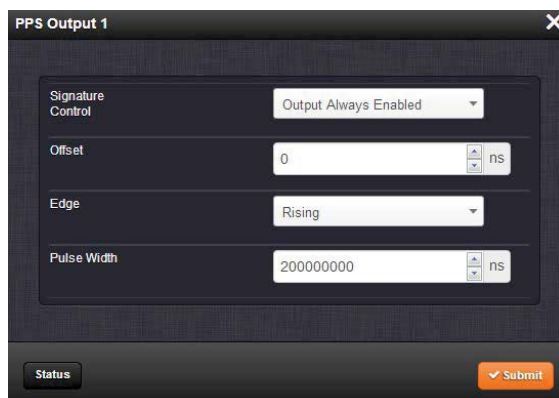 PPS Output 1
Signature
Control
Output Always Enabled
Offset
0
ns
Edge
Rising
Pulse Width
200000000
ns
Status
Submit